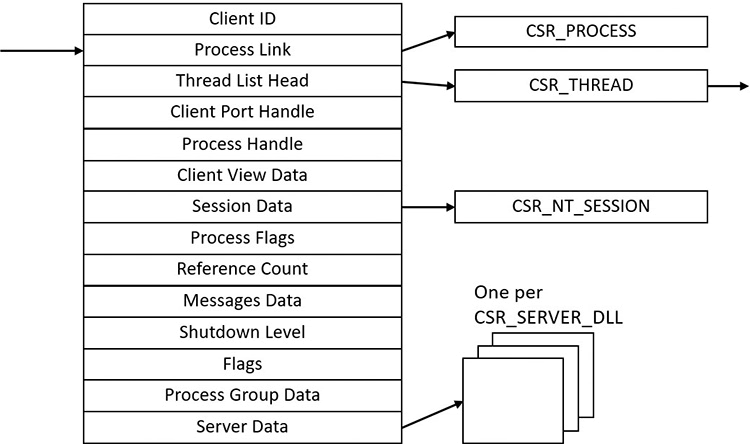 Client ID
Process Link
Thread List Head
Client Port Handle
Process Handle
Client View Data
Session Data
Process Flags
Reference Count
Messages Data
Shutdown Level
Flags
Process Group Data
Server Data
CSR_PROCESS
CSR_THREAD
CSR_NT_SESSION
One per
CSR_SERVER_DLL